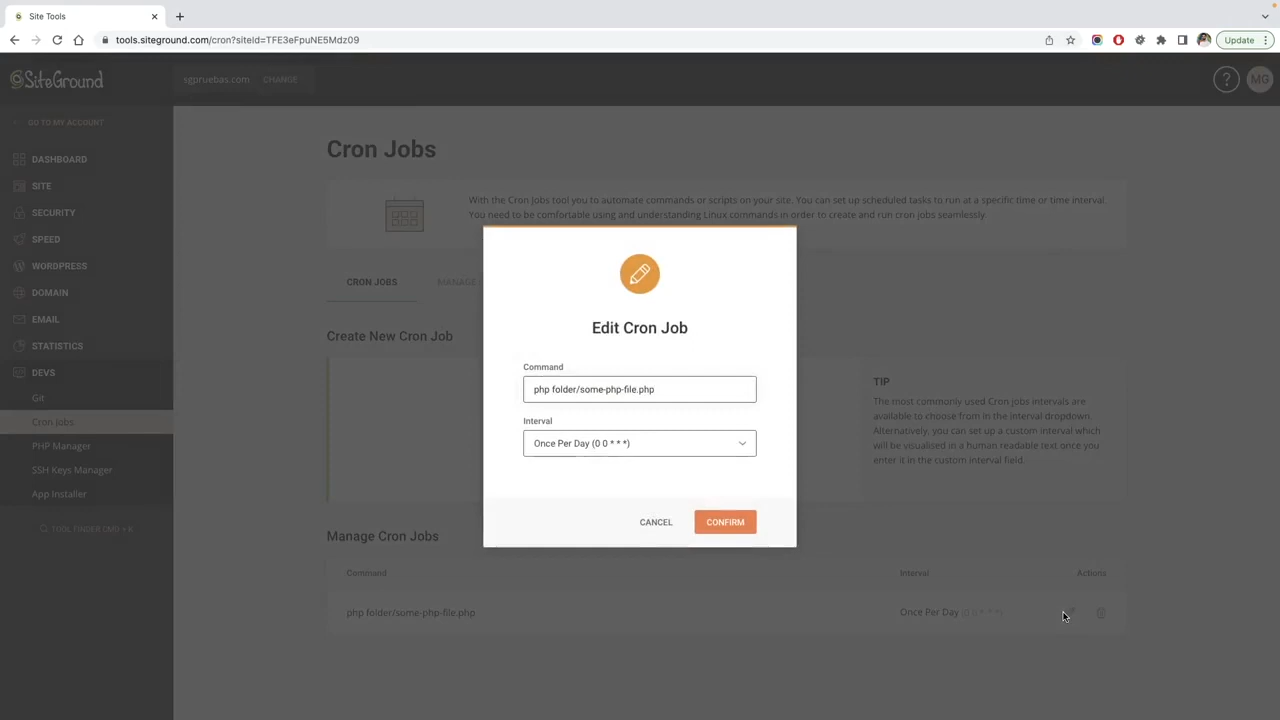 Site Tools
tools.siteground.com/cron?siteId=TFE3eFpuNE5Mdz09
Update
SiteGround
sgpruebas.com CHANGE
? MG
GO TO MY ACCOUNT
DASHBOARD
SITE
SECURITY
SPEED
WORDPRESS
DOMAIN
EMAIL
STATISTICS
DEVS
Git
Cron Jobs
PHP Manager
SSH Keys Manager
App Installer
TOOL FINDER CMD + K
Cron Jobs
With the Cron Jobs tool you to automate commands or scripts on your site. You can set up scheduled tasks to run at a specific time or time interval.
You need to be comfortable using and understanding Linux commands in order to create and run cron jobs seamlessly.
CRON JOBS MANAGE
Create New Cron Job
TIP
The most commonly used Cron jobs intervals are
available to choose from in the interval dropdown.
Alternatively, you can set up a custom interval which
will be visualised in a human readable text once you
enter it in the custom interval field.
Edit Cron Job
Command
php folder/some-php-file.php
Interval
Once Per Day (0 0 * * *)
CANCEL CONFIRM
Manage Cron Jobs
Command Interval Actions
php folder/some-php-file.php Once Per Day (0 0 * * *)